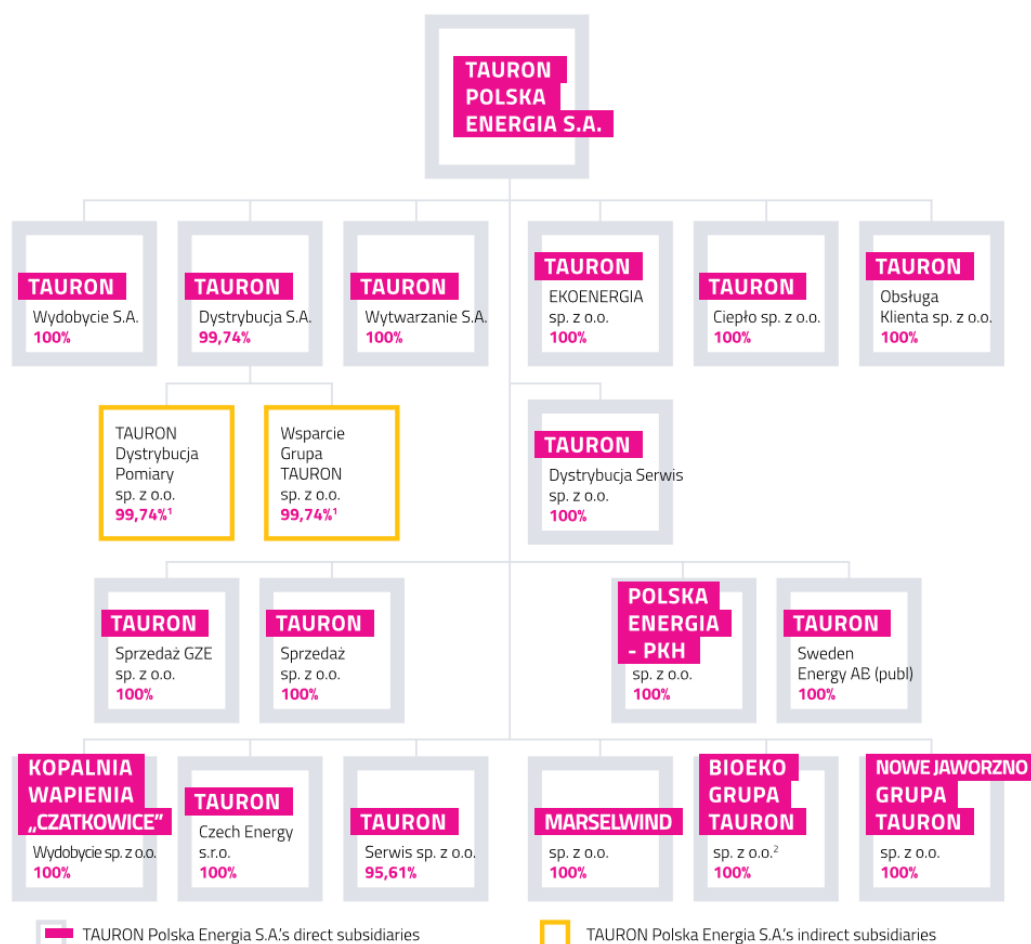 TAURON
POLSKA
ENERGIA S.A.
TAURON
Wydobycie S.A.
100%
TAURON
Dystrybucja S.A.
99,74%
TAURON
Wytwarzanie S.A.
100%
TAURON
EKOENERGIA
sp. z o.o.
100%
TAURON
Ciepło sp. z o.o.
100%
TAURON
Obsługa
Klienta sp. z o.o.
100%
TAURON
Dystrybucja
Pomiary
sp. z o.o.
99,74%¹
Wsparcie
Grupa
TAURON
sp. z o.o.
99,74%¹
TAURON
Dystrybucja Serwis
sp. z o.o.
100%
TAURON
Sprzedaż GZE
sp. z o.o.
100%
TAURON
Sprzedaż
sp. z o.o.
100%
POLSKA
ENERGIA
- PKH
sp. z o.o.
100%
TAURON
Sweden
Energy AB (publ)
100%
KOPALNIA
WAPIENIA
„CZATKOWICE”
Wydobycie sp. z o.o.
100%
TAURON
Czech Energy
s.r.o.
100%
TAURON
Serwis sp. z o.o.
95,61%
MARSELWIND
sp. z o.o.
100%
BIOEKO
GRUPA
TAURON
sp. z o.o.²
100%
NOWE JAWORZNO
GRUPA
TAURON
sp. z o.o.
100%
TAURON Polska Energia S.A.'s direct subsidiaries
TAURON Polska Energia S.A.'s indirect subsidiaries